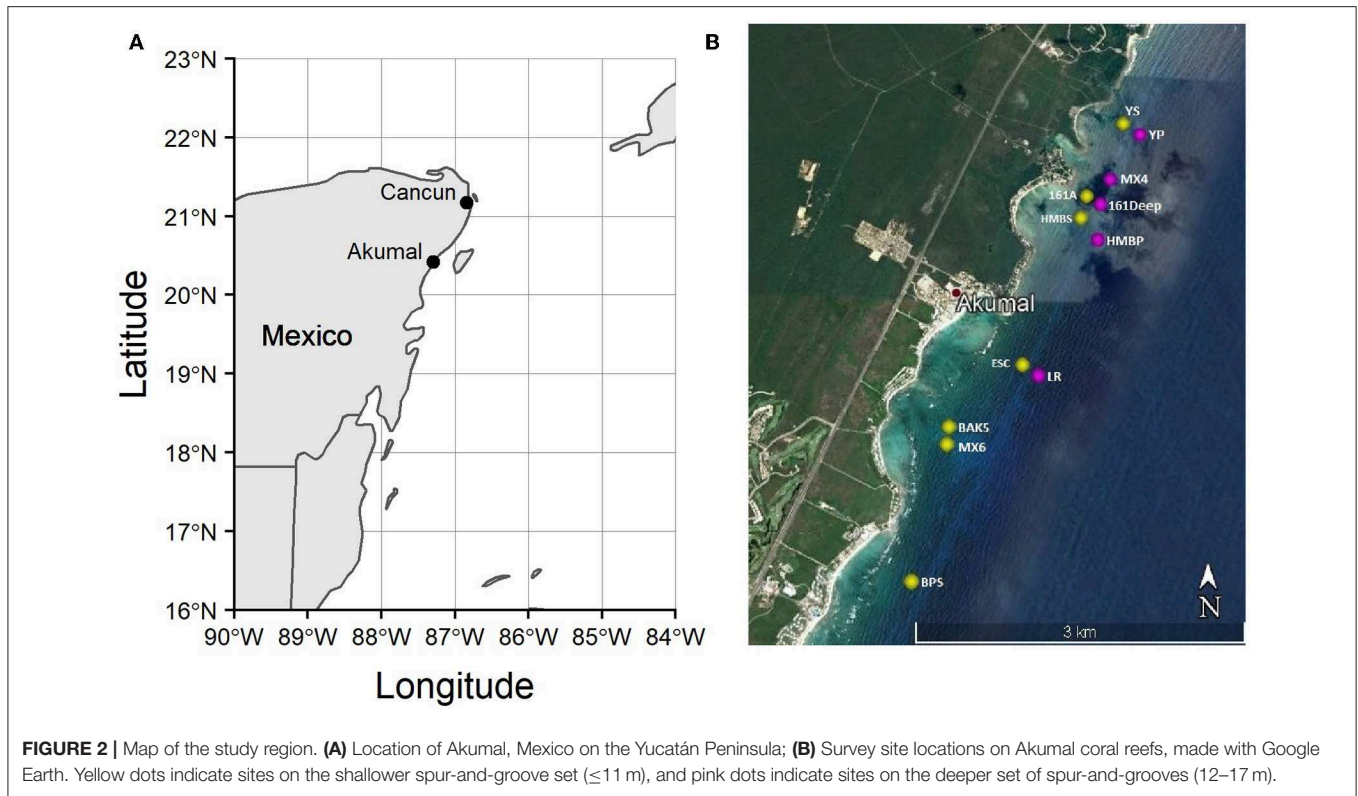 A
23°N
22°N
21°N
20°N
19°N
18°N
17°N
16°N
90°W 89°W 88°W 87°W 86°W 85°W 84°W
Latitude
Longitude
Cancun
Akumal
Mexico
B
YS
YP
MX4
161A
161Deep
HMBS
HMBP
Akumal
ESC
LR
BAK5
MX6
BPS
N
3 km
FIGURE 2 | Map of the study region. (A) Location of Akumal, Mexico on the Yucatán Peninsula; (B) Survey site locations on Akumal coral reefs, made with Google
Earth. Yellow dots indicate sites on the shallower spur-and-groove set (≤11 m), and pink dots indicate sites on the deeper set of spur-and-grooves (12–17 m).